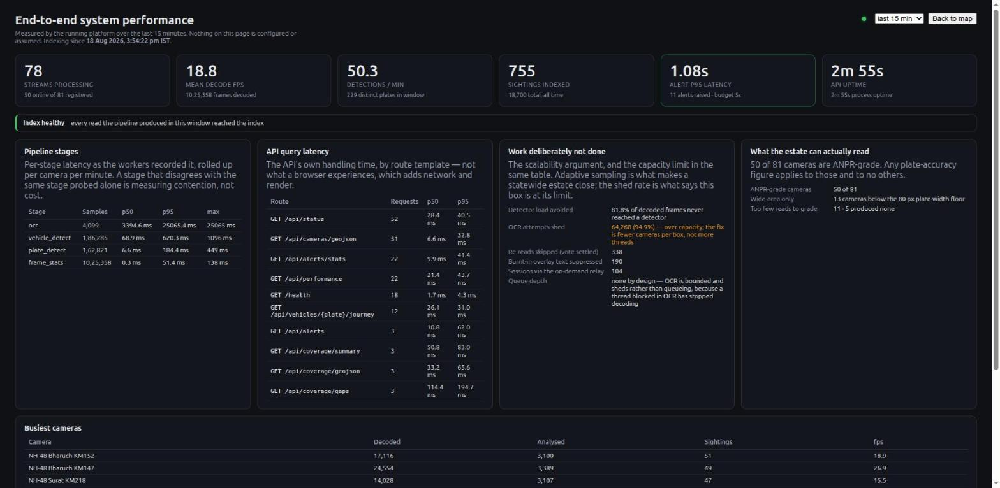 End-to-end system performance
last 15 min
Back to map
Measured by the running platform over the last 15 minutes. Nothing on this page is configured or
assumed. Indexing since 18 Aug 2026, 3:54:22 pm IST.
78
STREAMS PROCESSING
50 online of 81 registered
18.8
MEAN DECODE FPS
10,25,358 frames decoded
50.3
DETECTIONS / MIN
229 distinct plates in window
755
SIGHTINGS INDEXED
18,700 total, all time
1.08s
ALERT P95 LATENCY
11 alerts raised · budget 5s
2m 55s
API UPTIME
2m 55s process uptime
Index healthy every read the pipeline produced in this window reached the index
Pipeline stages
Per-stage latency as the workers recorded it, rolled up
per camera per minute. A stage that disagrees with the
same stage probed alone is measuring contention, not
cost.
Stage Samples p50 p95 max
ocr 4,099 3394.6 ms 25065.4 ms 25065 ms
vehicle_detect 1,86,285 68.9 ms 620.3 ms 1096 ms
plate_detect 1,62,821 6.6 ms 184.4 ms 449 ms
frame_stats 10,25,358 0.3 ms 51.4 ms 138 ms
API query latency
The API's own handling time, by route template — not
what a browser experiences, which adds network and
render.
Route Requests p50 p95
GET /api/status 52 28.4 ms 40.5 ms
GET /api/cameras/geojson 51 6.6 ms 32.8 ms
GET /api/alerts/stats 22 9.9 ms 41.4 ms
GET /api/performance 22 21.4 ms 43.7 ms
GET /health 18 1.7 ms 4.3 ms
GET /api/vehicles/{plate}/journey 12 26.1 ms 31.0 ms
GET /api/alerts 3 10.8 ms 62.0 ms
GET /api/coverage/summary 3 50.8 ms 83.0 ms
GET /api/coverage/geojson 3 33.2 ms 65.6 ms
GET /api/coverage/gaps 3 114.4 ms 194.7 ms
Work deliberately not done
The scalability argument, and the capacity limit in the
same table. Adaptive sampling is what makes a
statewide estate close; the shed rate is what says this
box is at its limit.
Detector load avoided 81.8% of decoded frames never
reached a detector
OCR attempts shed 64,268 (94.9%) — over capacity; the fix
is fewer cameras per box, not more
threads
Re-reads skipped (vote settled) 338
Burnt-in overlay text suppressed 190
Sessions via the on-demand relay 104
Queue depth none by design — OCR is bounded and
sheds rather than queueing, because a
thread blocked in OCR has stopped
decoding
What the estate can actually read
50 of 81 cameras are ANPR-grade. Any plate-accuracy
figure applies to those and to no others.
ANPR-grade cameras 50 of 81
Wide-area only 13 cameras below the 80 px plate-width floor
Too few reads to grade 11 · 5 produced none
Busiest cameras
Camera Decoded Analysed Sightings fps
NH-48 Bharuch KM152 17,116 3,100 51 18.9
NH-48 Bharuch KM147 24,554 3,389 49 26.9
NH-48 Surat KM218 14,028 3,107 47 15.5